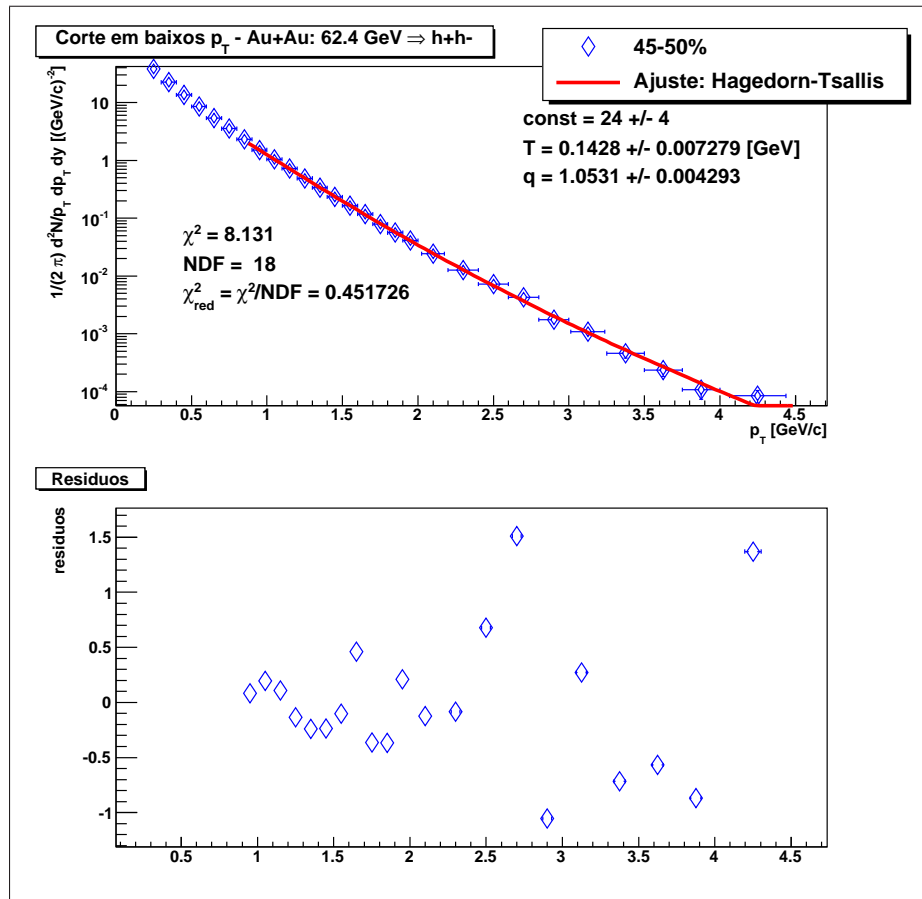 Corte em baixos p_T - Au+Au: 62.4 GeV ⇒ h+h-
45-50%
Ajuste: Hagedorn-Tsallis
const = 24 +/- 4
T = 0.1428 +/- 0.007279 [GeV]
q = 1.0531 +/- 0.004293
χ² = 8.131
NDF = 18
χ²_red = χ²/NDF = 0.451726
1/(2 π) d²N/p_T dp_T dy [(GeV/c)⁻²]
10
1
10⁻¹
10⁻²
10⁻³
10⁻⁴
0 0.5 1 1.5 2 2.5 3 3.5 4 4.5
p_T [GeV/c]
Residuos
residuos
1.5
1
0.5
0
-0.5
-1
0.5 1 1.5 2 2.5 3 3.5 4 4.5